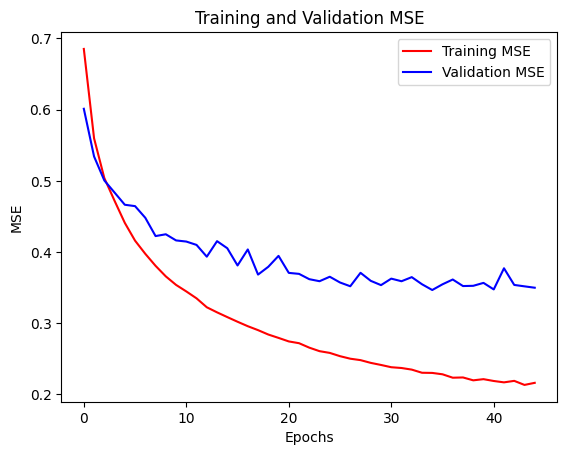 Training and Validation MSE
Training MSE
Validation MSE
MSE
0.7
0.6
0.5
0.4
0.3
0.2
0
10
20
30
40
Epochs